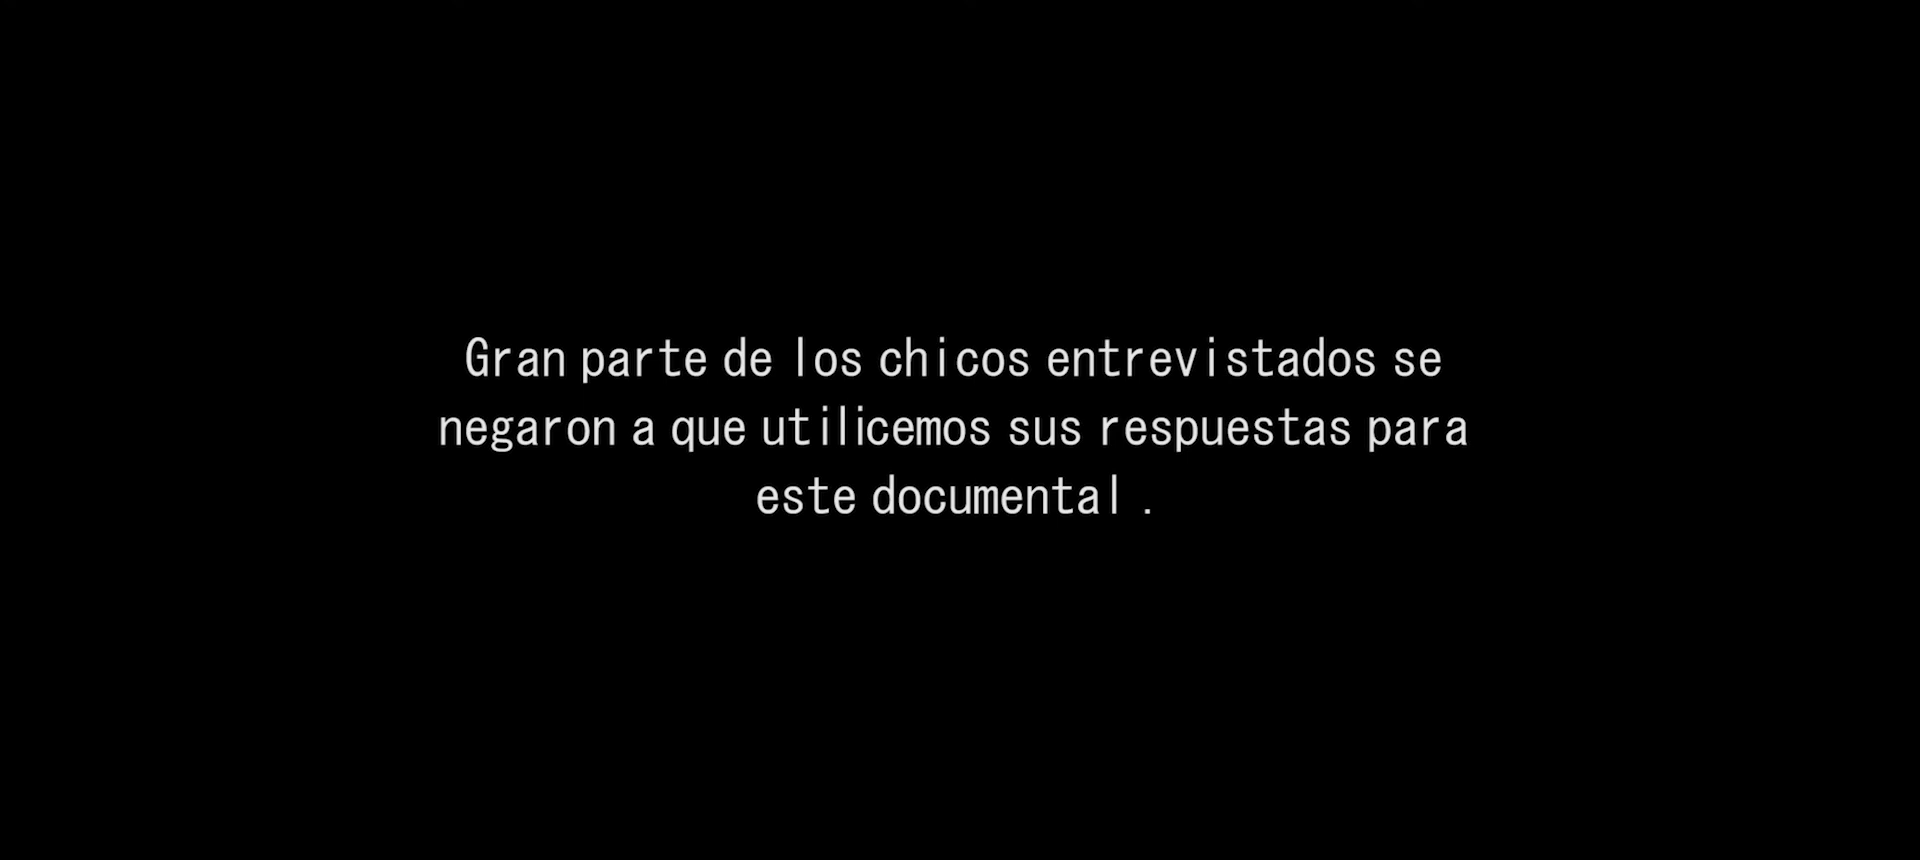 Gran parte de los chicos entrevistados se
negaron a que utilicemos sus respuestas para
este documental .